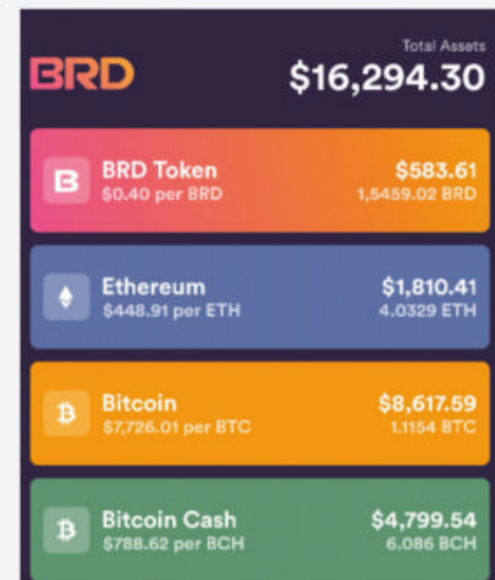 Total Assets
BRD
$16,294.30
BRD Token
$583.61
$0.40 per BRD
1,5459.02 BRD
Ethereum
$1,810.41
$448.91 per ETH
4.0329 ETH
Bitcoin
$8,617.59
$7,726.01 per BTC
1.1154 BTC
Bitcoin Cash
$4,799.54
$788.62 per BCH
6.086 BCH